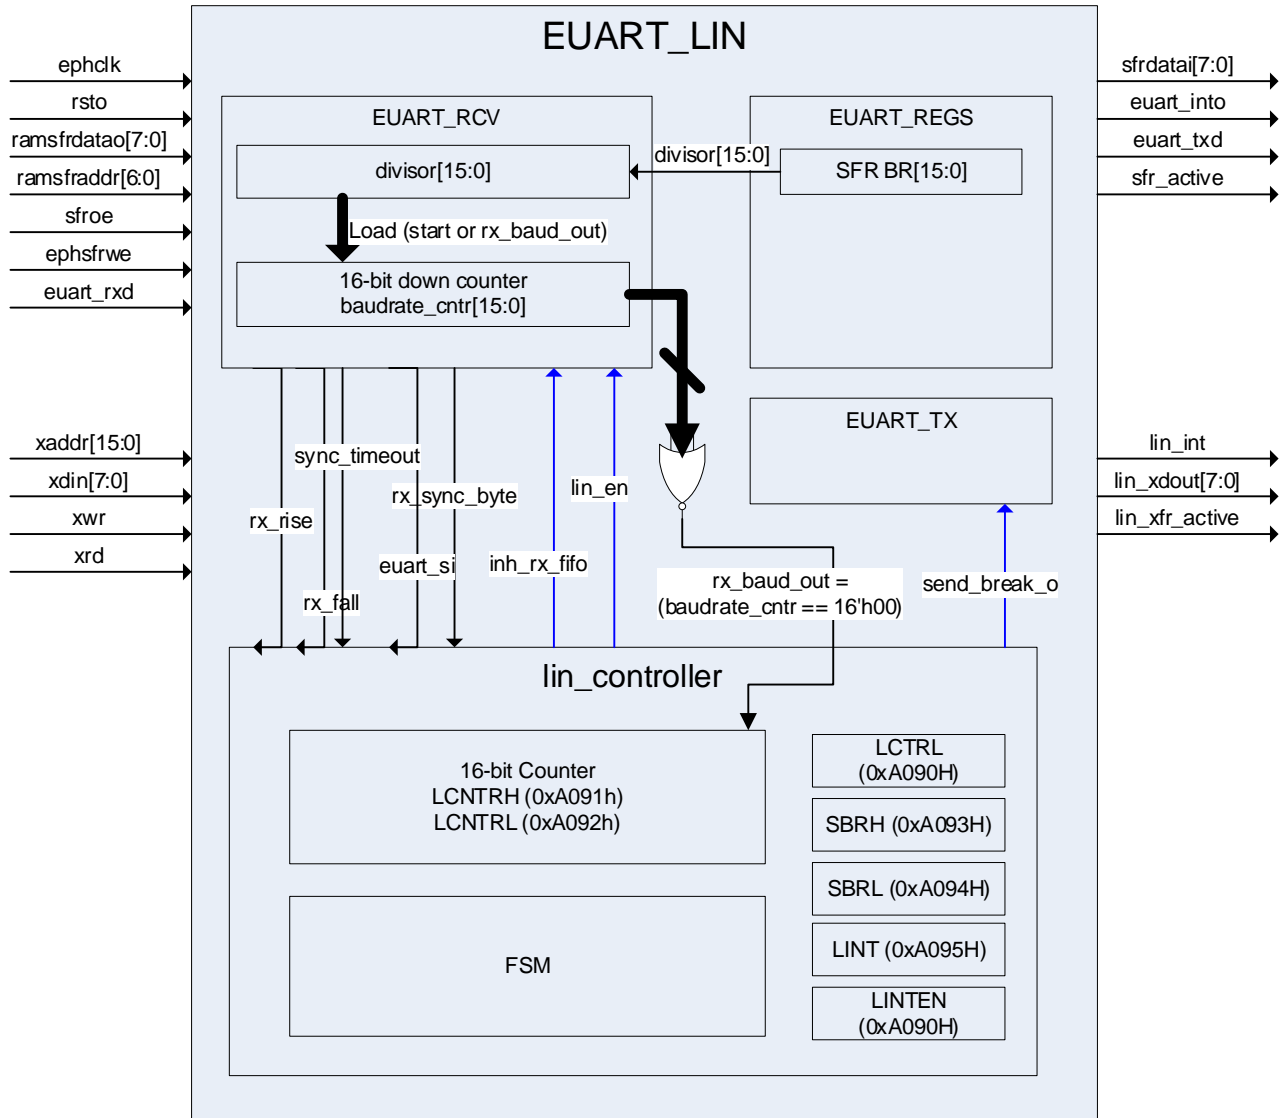 EUART_LIN
ephclk
rsto
ramsfrdatao[7:0]
ramsfraddr[6:0]
sfroe
ephsfrwe
euart_rxd
xaddr[15:0]
xdin[7:0]
xwr
xrd
sfrdatai[7:0]
euart_into
euart_txd
sfr_active
lin_int
lin_xdout[7:0]
lin_xfr_active
EUART_RCV
divisor[15:0]
Load (start or rx_baud_out)
16-bit down counter
baudrate_cntr[15:0]
divisor[15:0]
EUART_REGS
SFR BR[15:0]
EUART_TX
sync_timeout
rx_sync_byte
lin_en
rx_rise
euart_si
inh_rx_fifo
rx_fall
rx_baud_out =
(baudrate_cntr == 16'h00)
send_break_o
lin_controller
16-bit Counter
LCNTRH (0xA091h)
LCNTRL (0xA092h)
FSM
LCTRL
(0xA090H)
SBRH (0xA093H)
SBRL (0xA094H)
LINT (0xA095H)
LINTEN
(0xA090H)